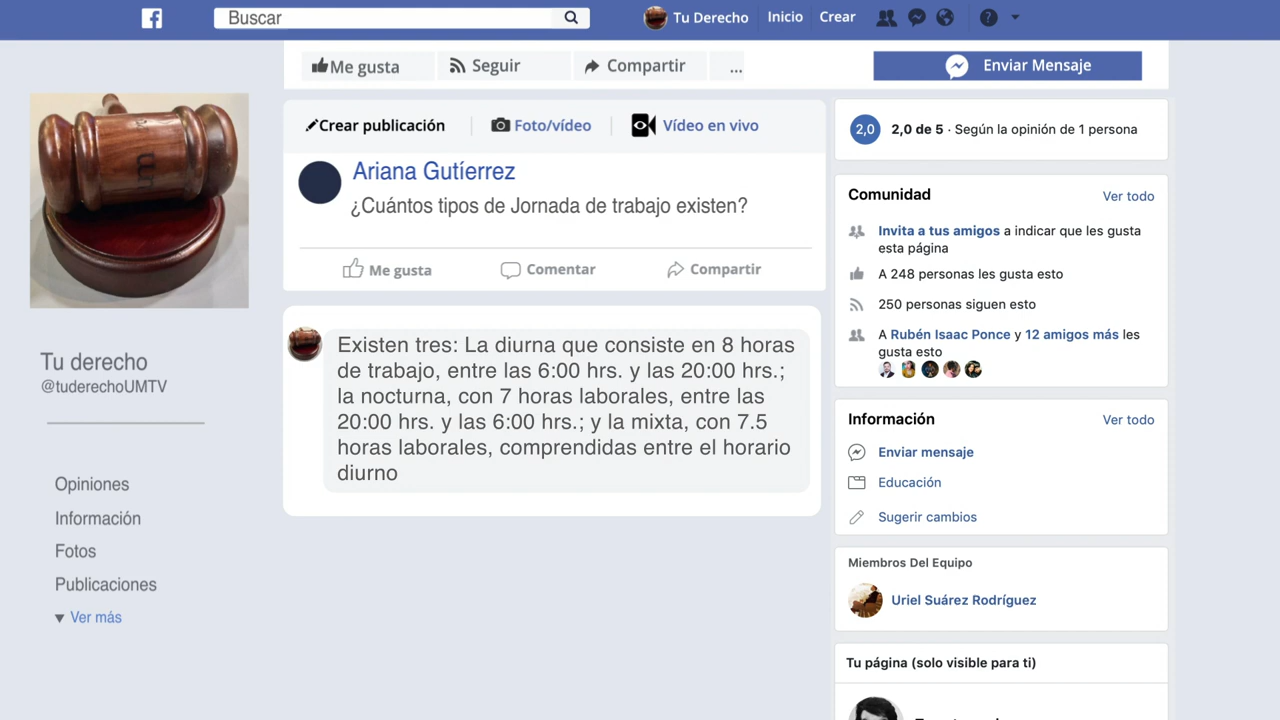 Buscar
Tu Derecho
Inicio
Crear
Me gusta
Seguir
Compartir
...
Enviar Mensaje
Crear publicación
Foto/vídeo
Vídeo en vivo
Ariana Gutíerrez
¿Cuántos tipos de Jornada de trabajo existen?
Me gusta
Comentar
Compartir
Existen tres: La diurna que consiste en 8 horas
de trabajo, entre las 6:00 hrs. y las 20:00 hrs.;
la nocturna, con 7 horas laborales, entre las
20:00 hrs. y las 6:00 hrs.; y la mixta, con 7.5
horas laborales, comprendidas entre el horario
diurno
Tu derecho
@tuderechoUMTV
Opiniones
Información
Fotos
Publicaciones
Ver más
2,0
2,0 de 5 · Según la opinión de 1 persona
Comunidad
Ver todo
Invita a tus amigos a indicar que les gusta
esta página
A 248 personas les gusta esto
250 personas siguen esto
A Rubén Isaac Ponce y 12 amigos más les
gusta esto
Información
Ver todo
Enviar mensaje
Educación
Sugerir cambios
Miembros Del Equipo
Uriel Suárez Rodríguez
Tu página (solo visible para ti)